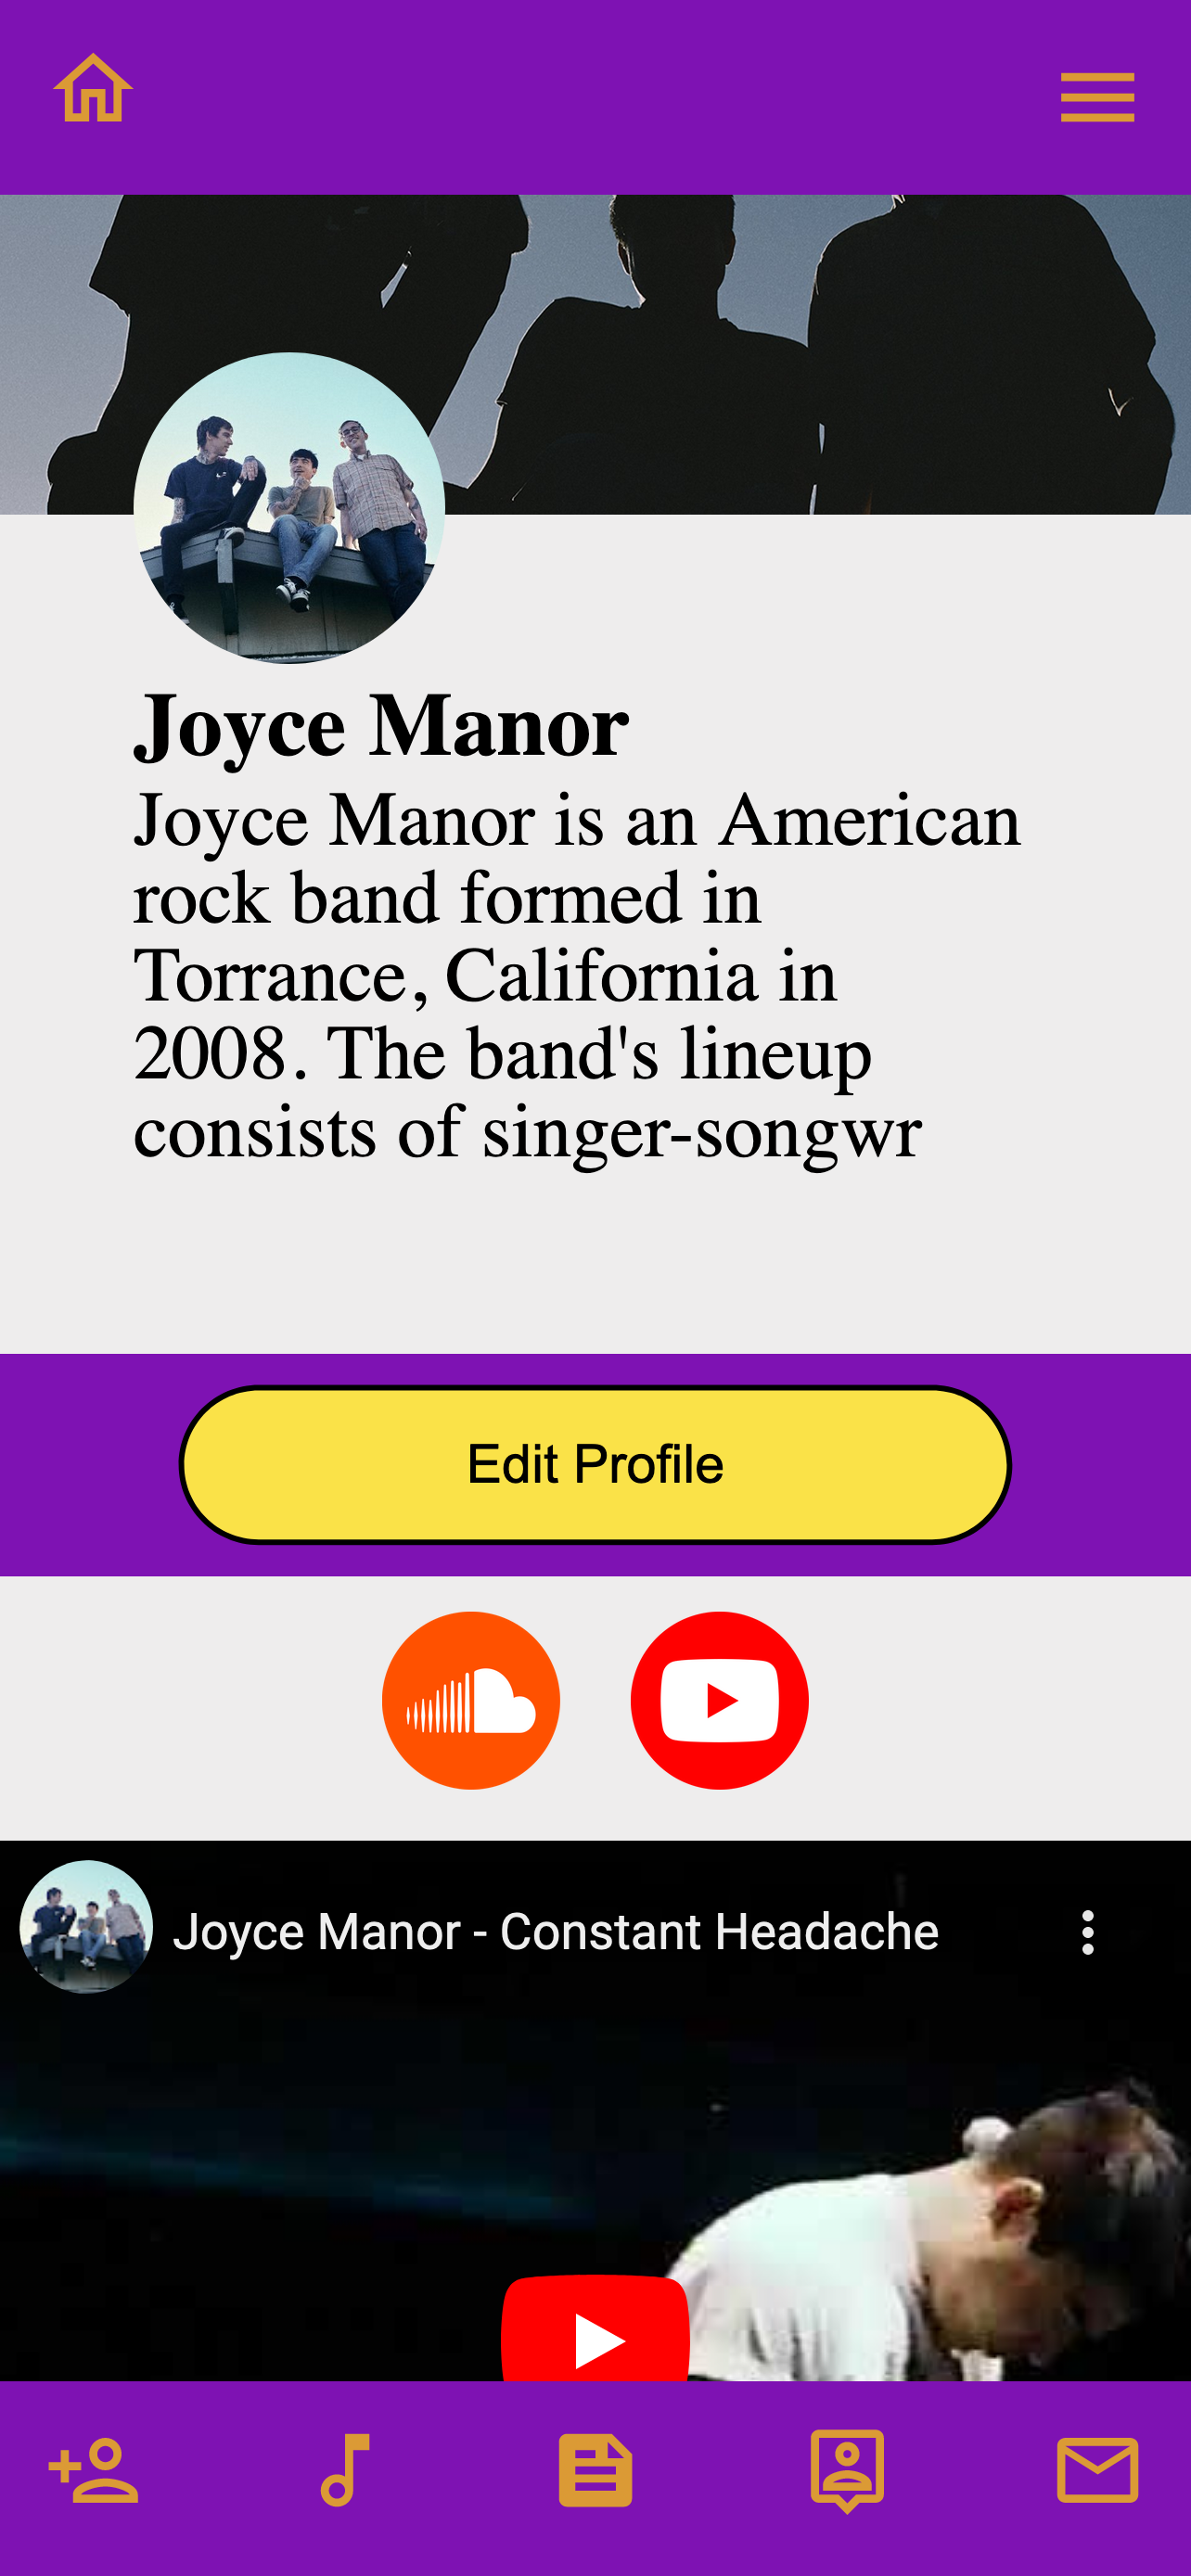 Joyce Manor
Joyce Manor is an American
rock band formed in
Torrance, California in
2008. The band's lineup
consists of singer-songwr
Edit Profile
Joyce Manor - Constant Headache